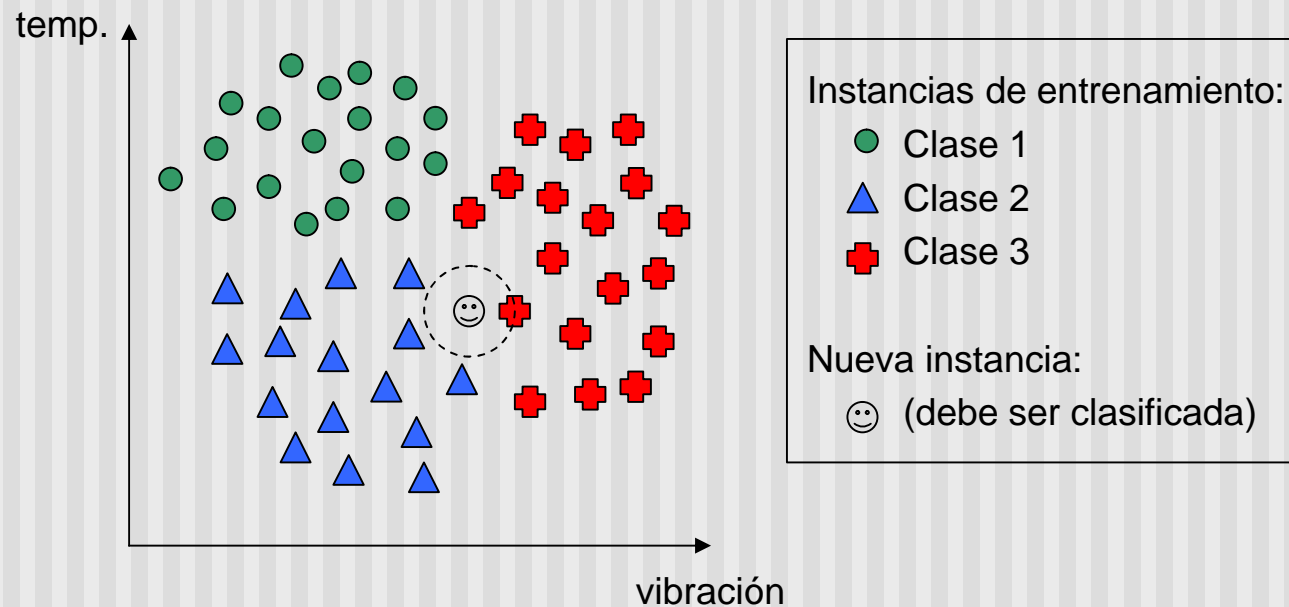 temp.
vibración
Instancias de entrenamiento:
Clase 1
Clase 2
Clase 3
Nueva instancia:
(debe ser clasificada)